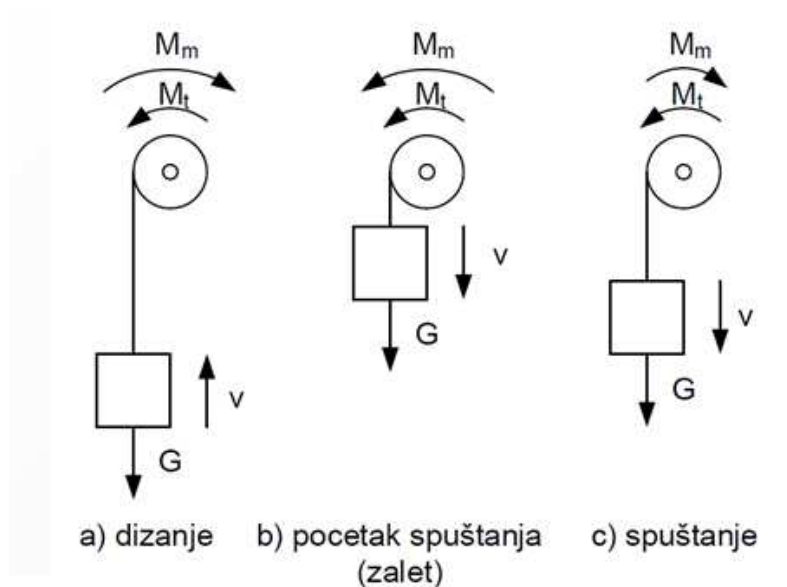 Mm
Mt
v
G
a) dizanje
Mm
Mt
v
G
b) pocetak spuštanja
(zalet)
Mm
Mt
v
G
c) spuštanje